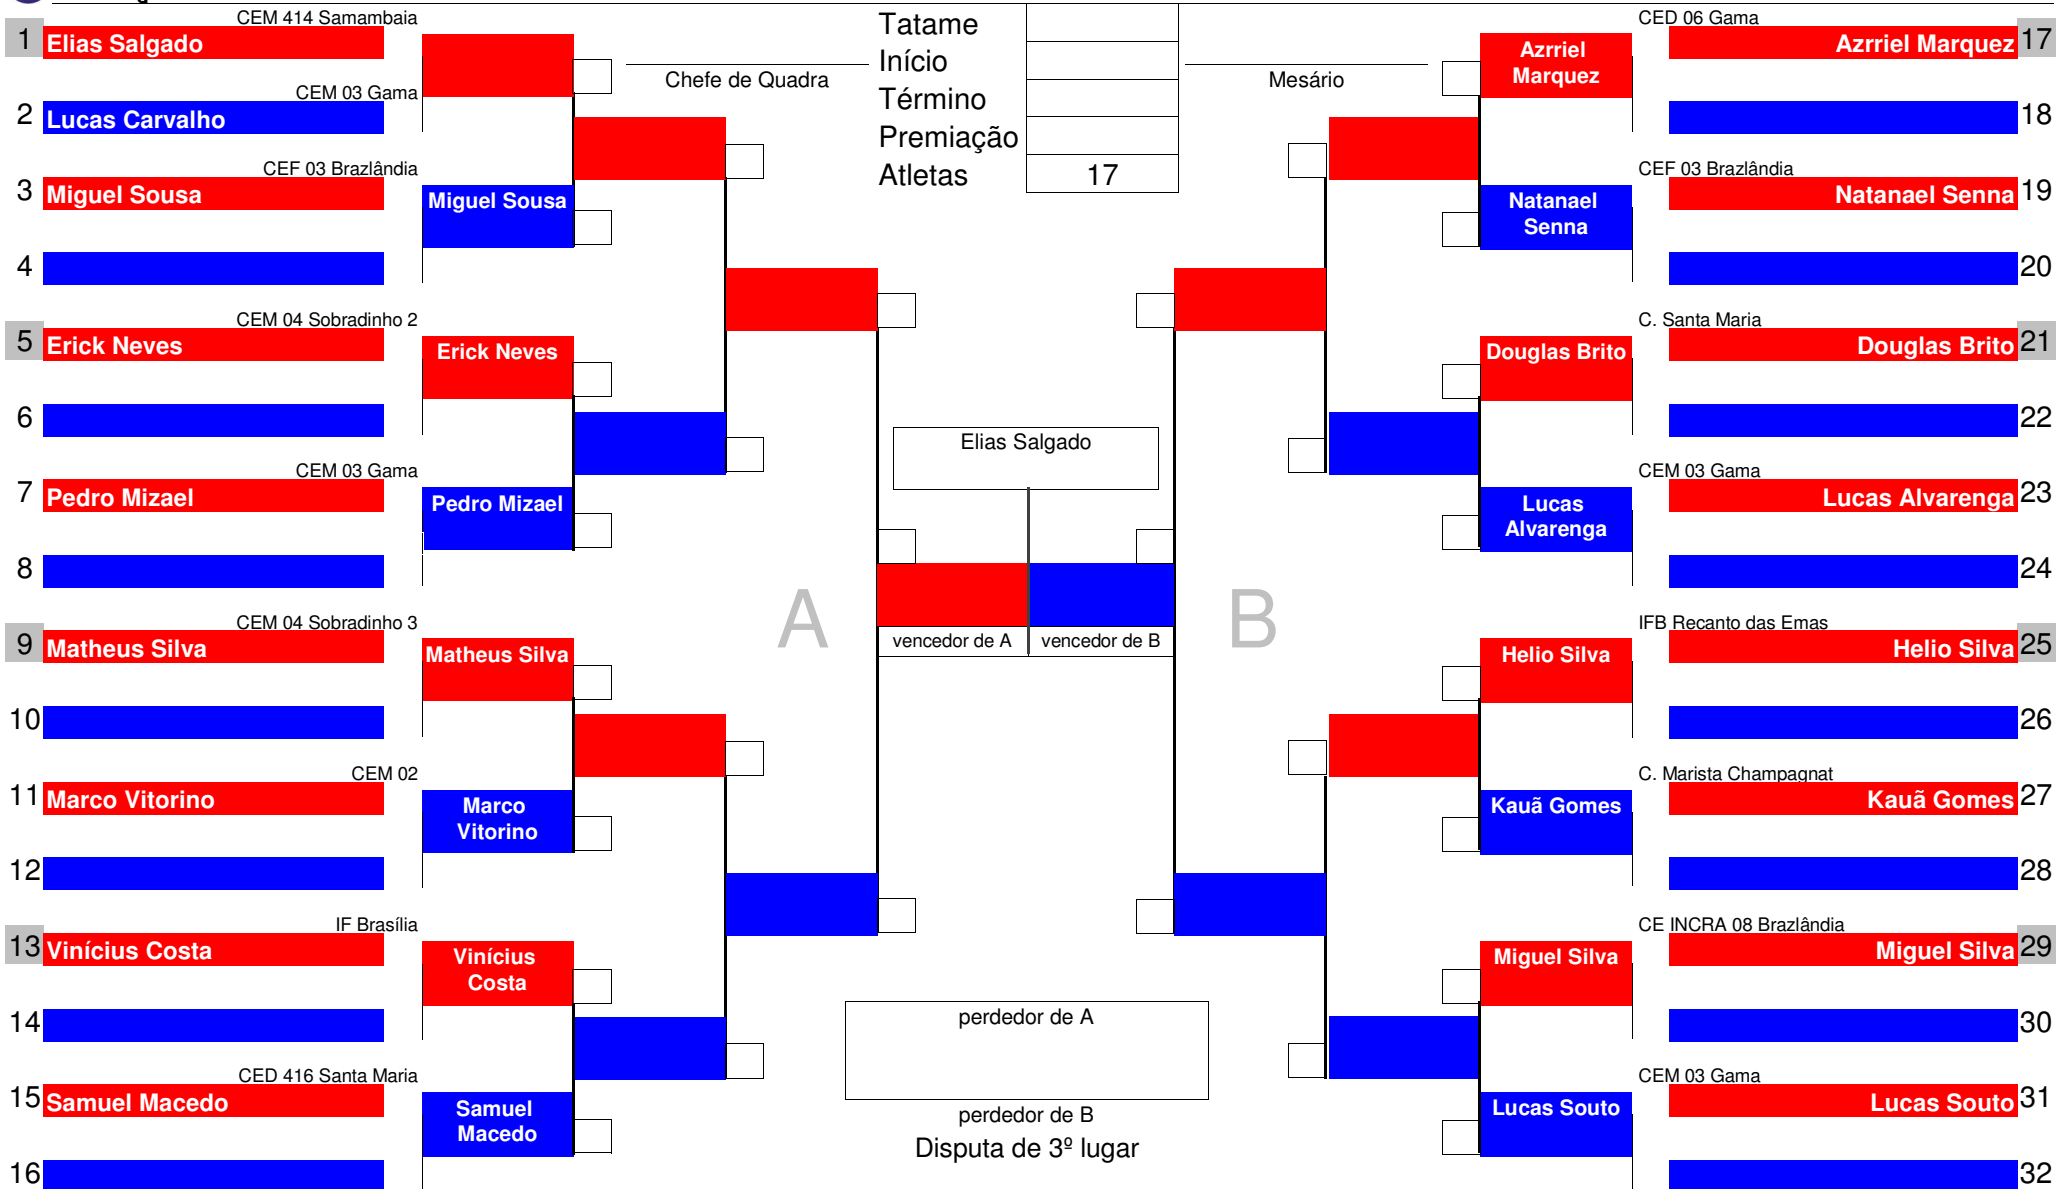 CEM 414 Samambaia
1 Elias Salgado
CEM 03 Gama
2 Lucas Carvalho
CEF 03 Brazlândia
3 Miguel Sousa
4
CEM 04 Sobradinho 2
5 Erick Neves
6
CEM 03 Gama
7 Pedro Mizael
8
CEM 04 Sobradinho 3
9 Matheus Silva
10
CEM 02
11 Marco Vitorino
12
IF Brasília
13 Vinícius Costa
14
CED 416 Santa Maria
15 Samuel Macedo
16
Miguel Sousa
Erick Neves
Pedro Mizael
Matheus Silva
Marco
Vitorino
Vinícius
Costa
Samuel
Macedo
Chefe de Quadra
Tatame
Início
Término
Premiação
Atletas 17
Mesário
Elias Salgado
A
B
vencedor de A
vencedor de B
perdedor de A
perdedor de B
Disputa de 3º lugar
Azrriel
Marquez
Natanael
Senna
Douglas Brito
Lucas
Alvarenga
Helio Silva
Kauã Gomes
Miguel Silva
Lucas Souto
CED 06 Gama
Azrriel Marquez 17
18
CEF 03 Brazlândia
Natanael Senna 19
20
C. Santa Maria
Douglas Brito 21
22
CEM 03 Gama
Lucas Alvarenga 23
24
IFB Recanto das Emas
Helio Silva 25
26
C. Marista Champagnat
Kauã Gomes 27
28
CE INCRA 08 Brazlândia
Miguel Silva 29
30
CEM 03 Gama
Lucas Souto 31
32